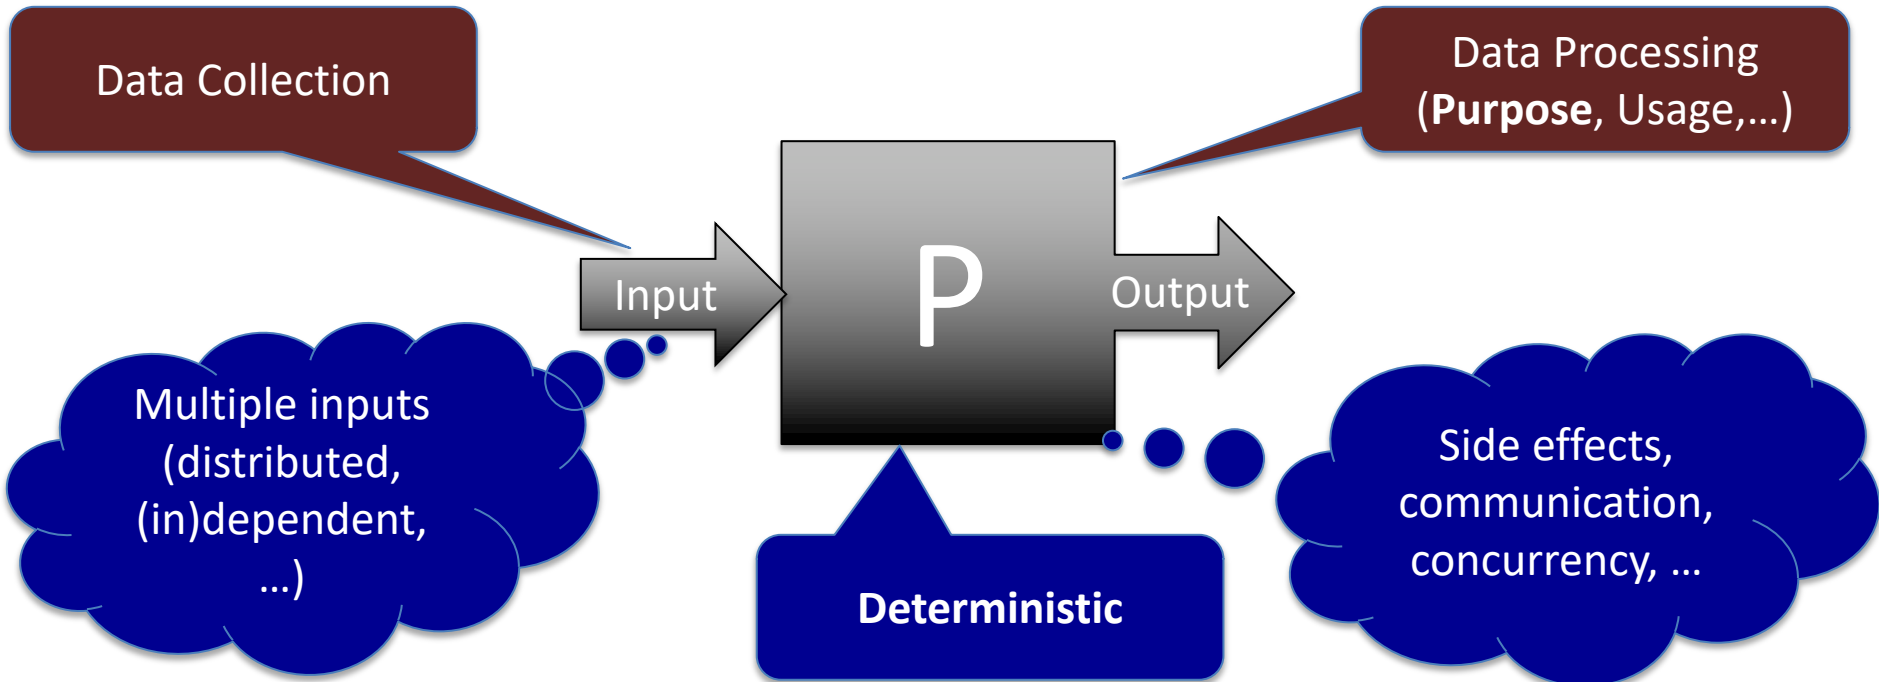 Data Collection
Data Processing
(Purpose, Usage,...)
Input
P
Output
Multiple inputs
(distributed,
(in)dependent,
...)
Deterministic
Side effects,
communication,
concurrency, ...